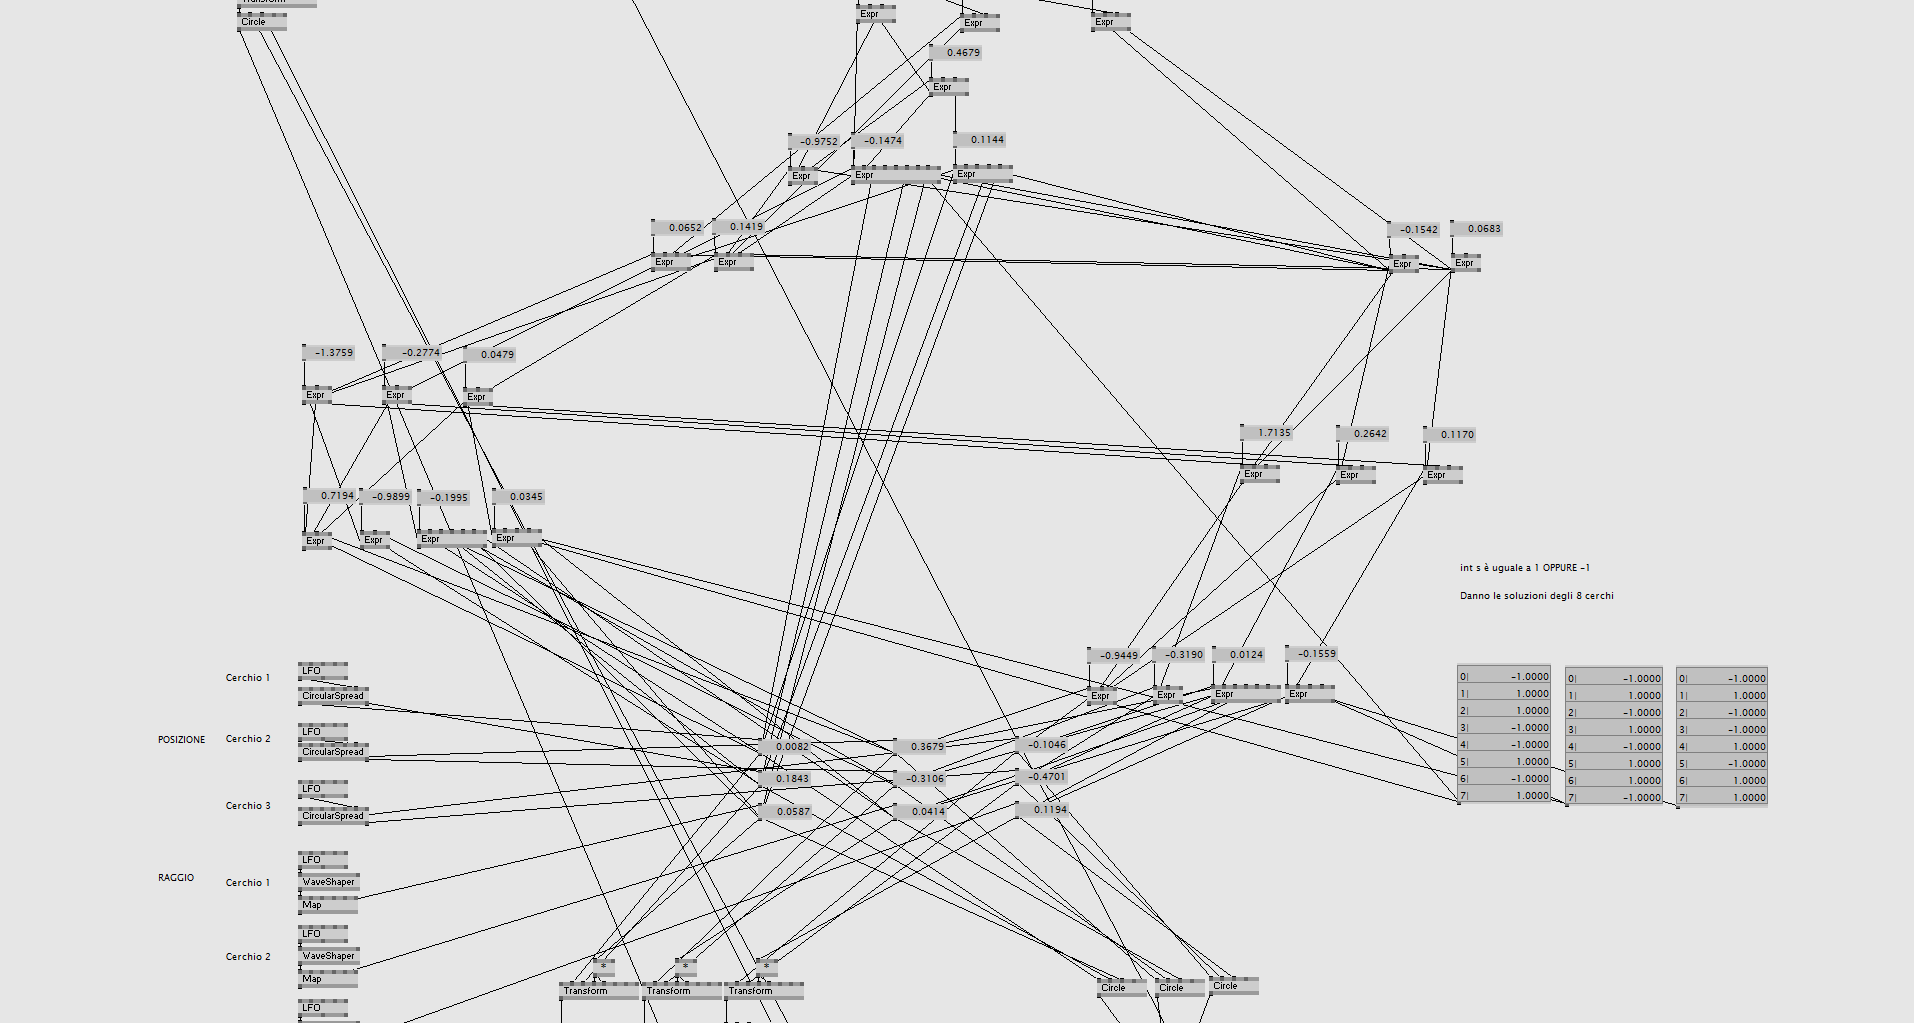 Transform
Circle
Expr
Expr
Expr
0.4679
Expr
-0.9752
-0.1474
0.1144
Expr
Expr
Expr
0.0652
0.1419
-0.1542
0.0683
Expr
Expr
Expr
Expr
-1.3759
-0.2774
0.0479
Expr
Expr
Expr
1.7135
0.2642
0.1170
Expr
Expr
Expr
0.7194
-0.9899
-0.1995
0.0345
Expr
Expr
Expr
Expr
int s è uguale a 1 OPPURE -1
Danno le soluzioni degli 8 cerchi
-0.9449
-0.3190
0.0124
-0.1559
Expr
Expr
Expr
Expr
POSIZIONE
Cerchio 1
LFO
CircularSpread
Cerchio 2
LFO
CircularSpread
Cerchio 3
LFO
CircularSpread
0.0082
0.3679
-0.1046
0.1843
-0.3106
-0.4701
0.0587
0.0414
0.1194
0| -1.0000
1| 1.0000
2| 1.0000
3| -1.0000
4| -1.0000
5| 1.0000
6| -1.0000
7| 1.0000
0| -1.0000
1| 1.0000
2| -1.0000
3| 1.0000
4| -1.0000
5| 1.0000
6| 1.0000
7| -1.0000
0| -1.0000
1| 1.0000
2| -1.0000
3| -1.0000
4| 1.0000
5| -1.0000
6| 1.0000
7| 1.0000
RAGGIO
Cerchio 1
LFO
WaveShaper
Map
Cerchio 2
LFO
WaveShaper
Map
LFO
*
*
*
Transform
Transform
Transform
Circle
Circle
Circle